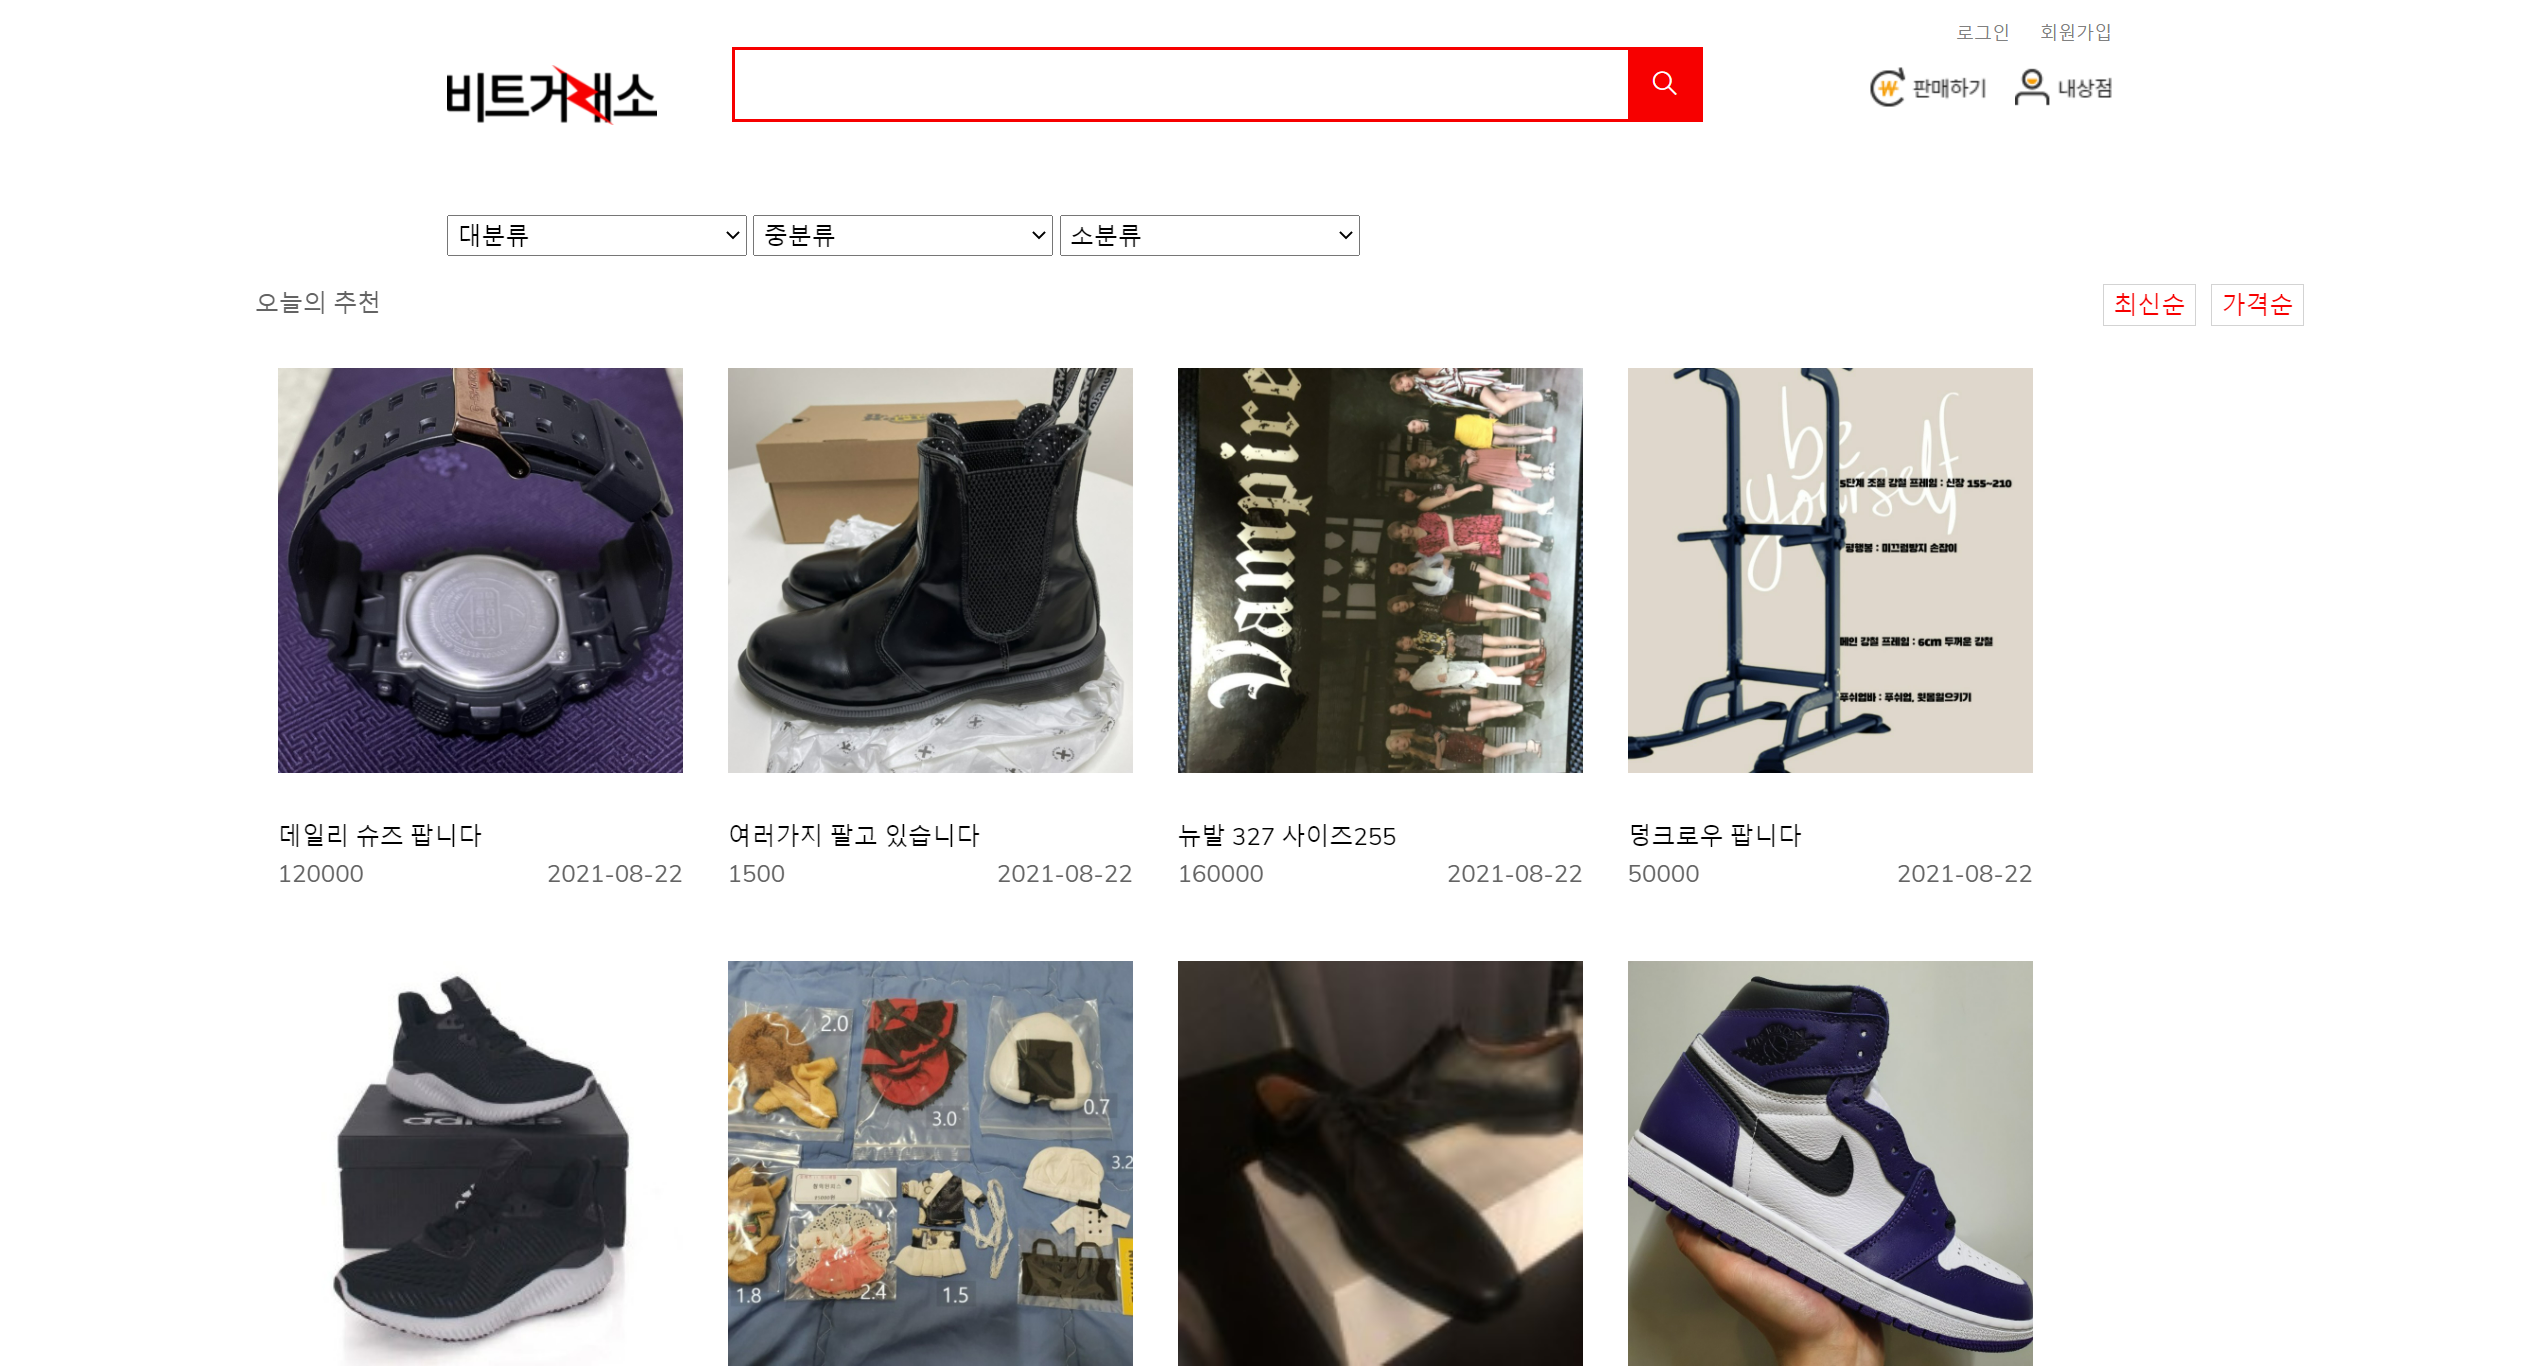 로그인 회원가입
비트거래소
판매하기 내상점
대분류 중분류 소분류
오늘의 추천
최신순 가격순
Vampire
be
yourself
5단계 조절 강철 프레임 : 신장 155~210
평행봉 : 미끄럼방지 손잡이
메인 강철 프레임 : 6cm 두꺼운 강철
푸쉬업바 : 푸쉬업, 윗몸일으키기
데일리 슈즈 팝니다
120000 2021-08-22
여러가지 팔고 있습니다
1500 2021-08-22
뉴발 327 사이즈255
160000 2021-08-22
덩크로우 팝니다
50000 2021-08-22
adidas
2.0
3.0
0.7
3.2
1.8
2.4
1.5